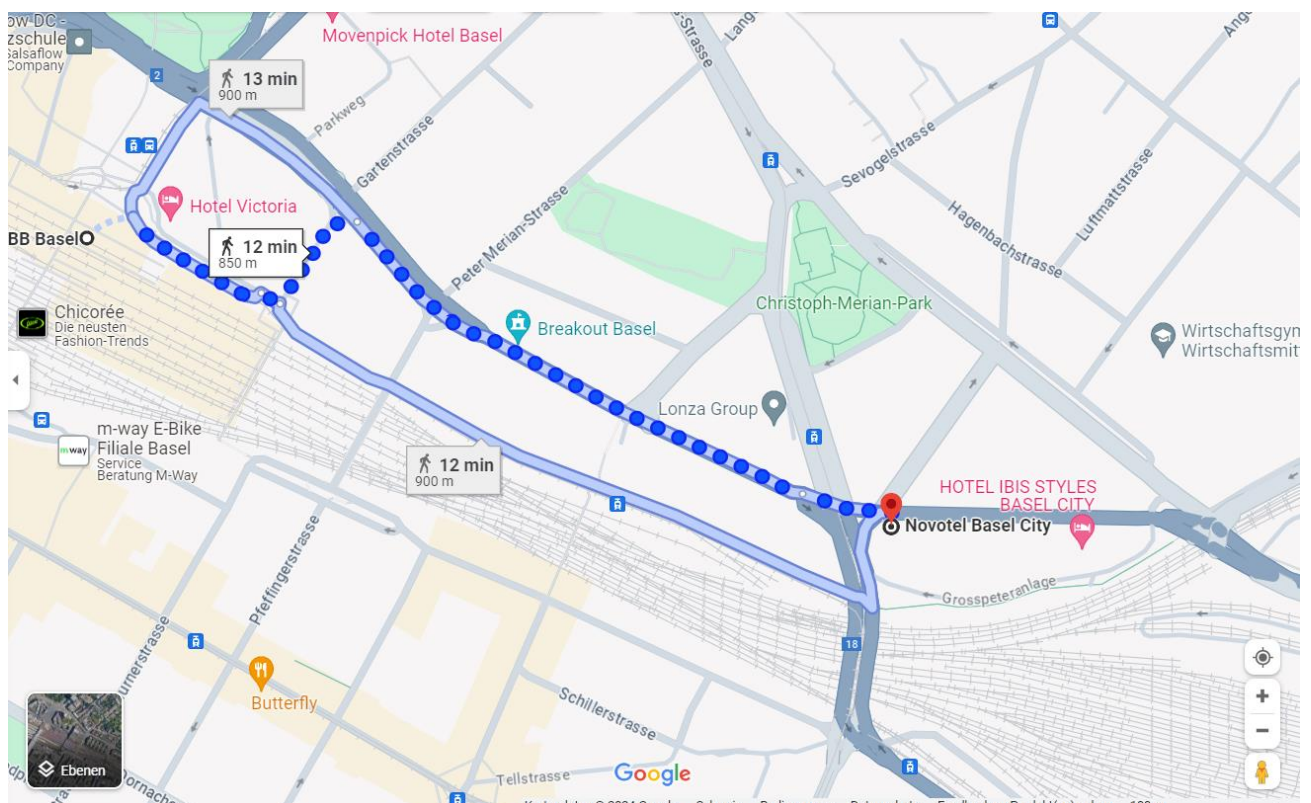 ow DC -
zschule
Salsaflow
Company
Movenpick Hotel Basel
2
13 min
900 m
Parkweg
Gartenstrasse
Sevogelstrasse
Hagenbachstrasse
Luftmattstrasse
Hotel Victoria
BB Basel
12 min
850 m
Peter Merian-Strasse
Chicorée
Die neusten
Fashion-Trends
Breakout Basel
Christoph-Merian-Park
Wirtschaftsgym
Wirtschaftsmitt
Lonza Group
m-way
m-way E-Bike
Filiale Basel
Service
Beratung M-Way
12 min
900 m
HOTEL IBIS STYLES
BASEL CITY
Novotel Basel City
Pfeffingerstrasse
Grosspeteranlage
18
Butterfly
Schillerstrasse
Tellstrasse
Ebenen
Google